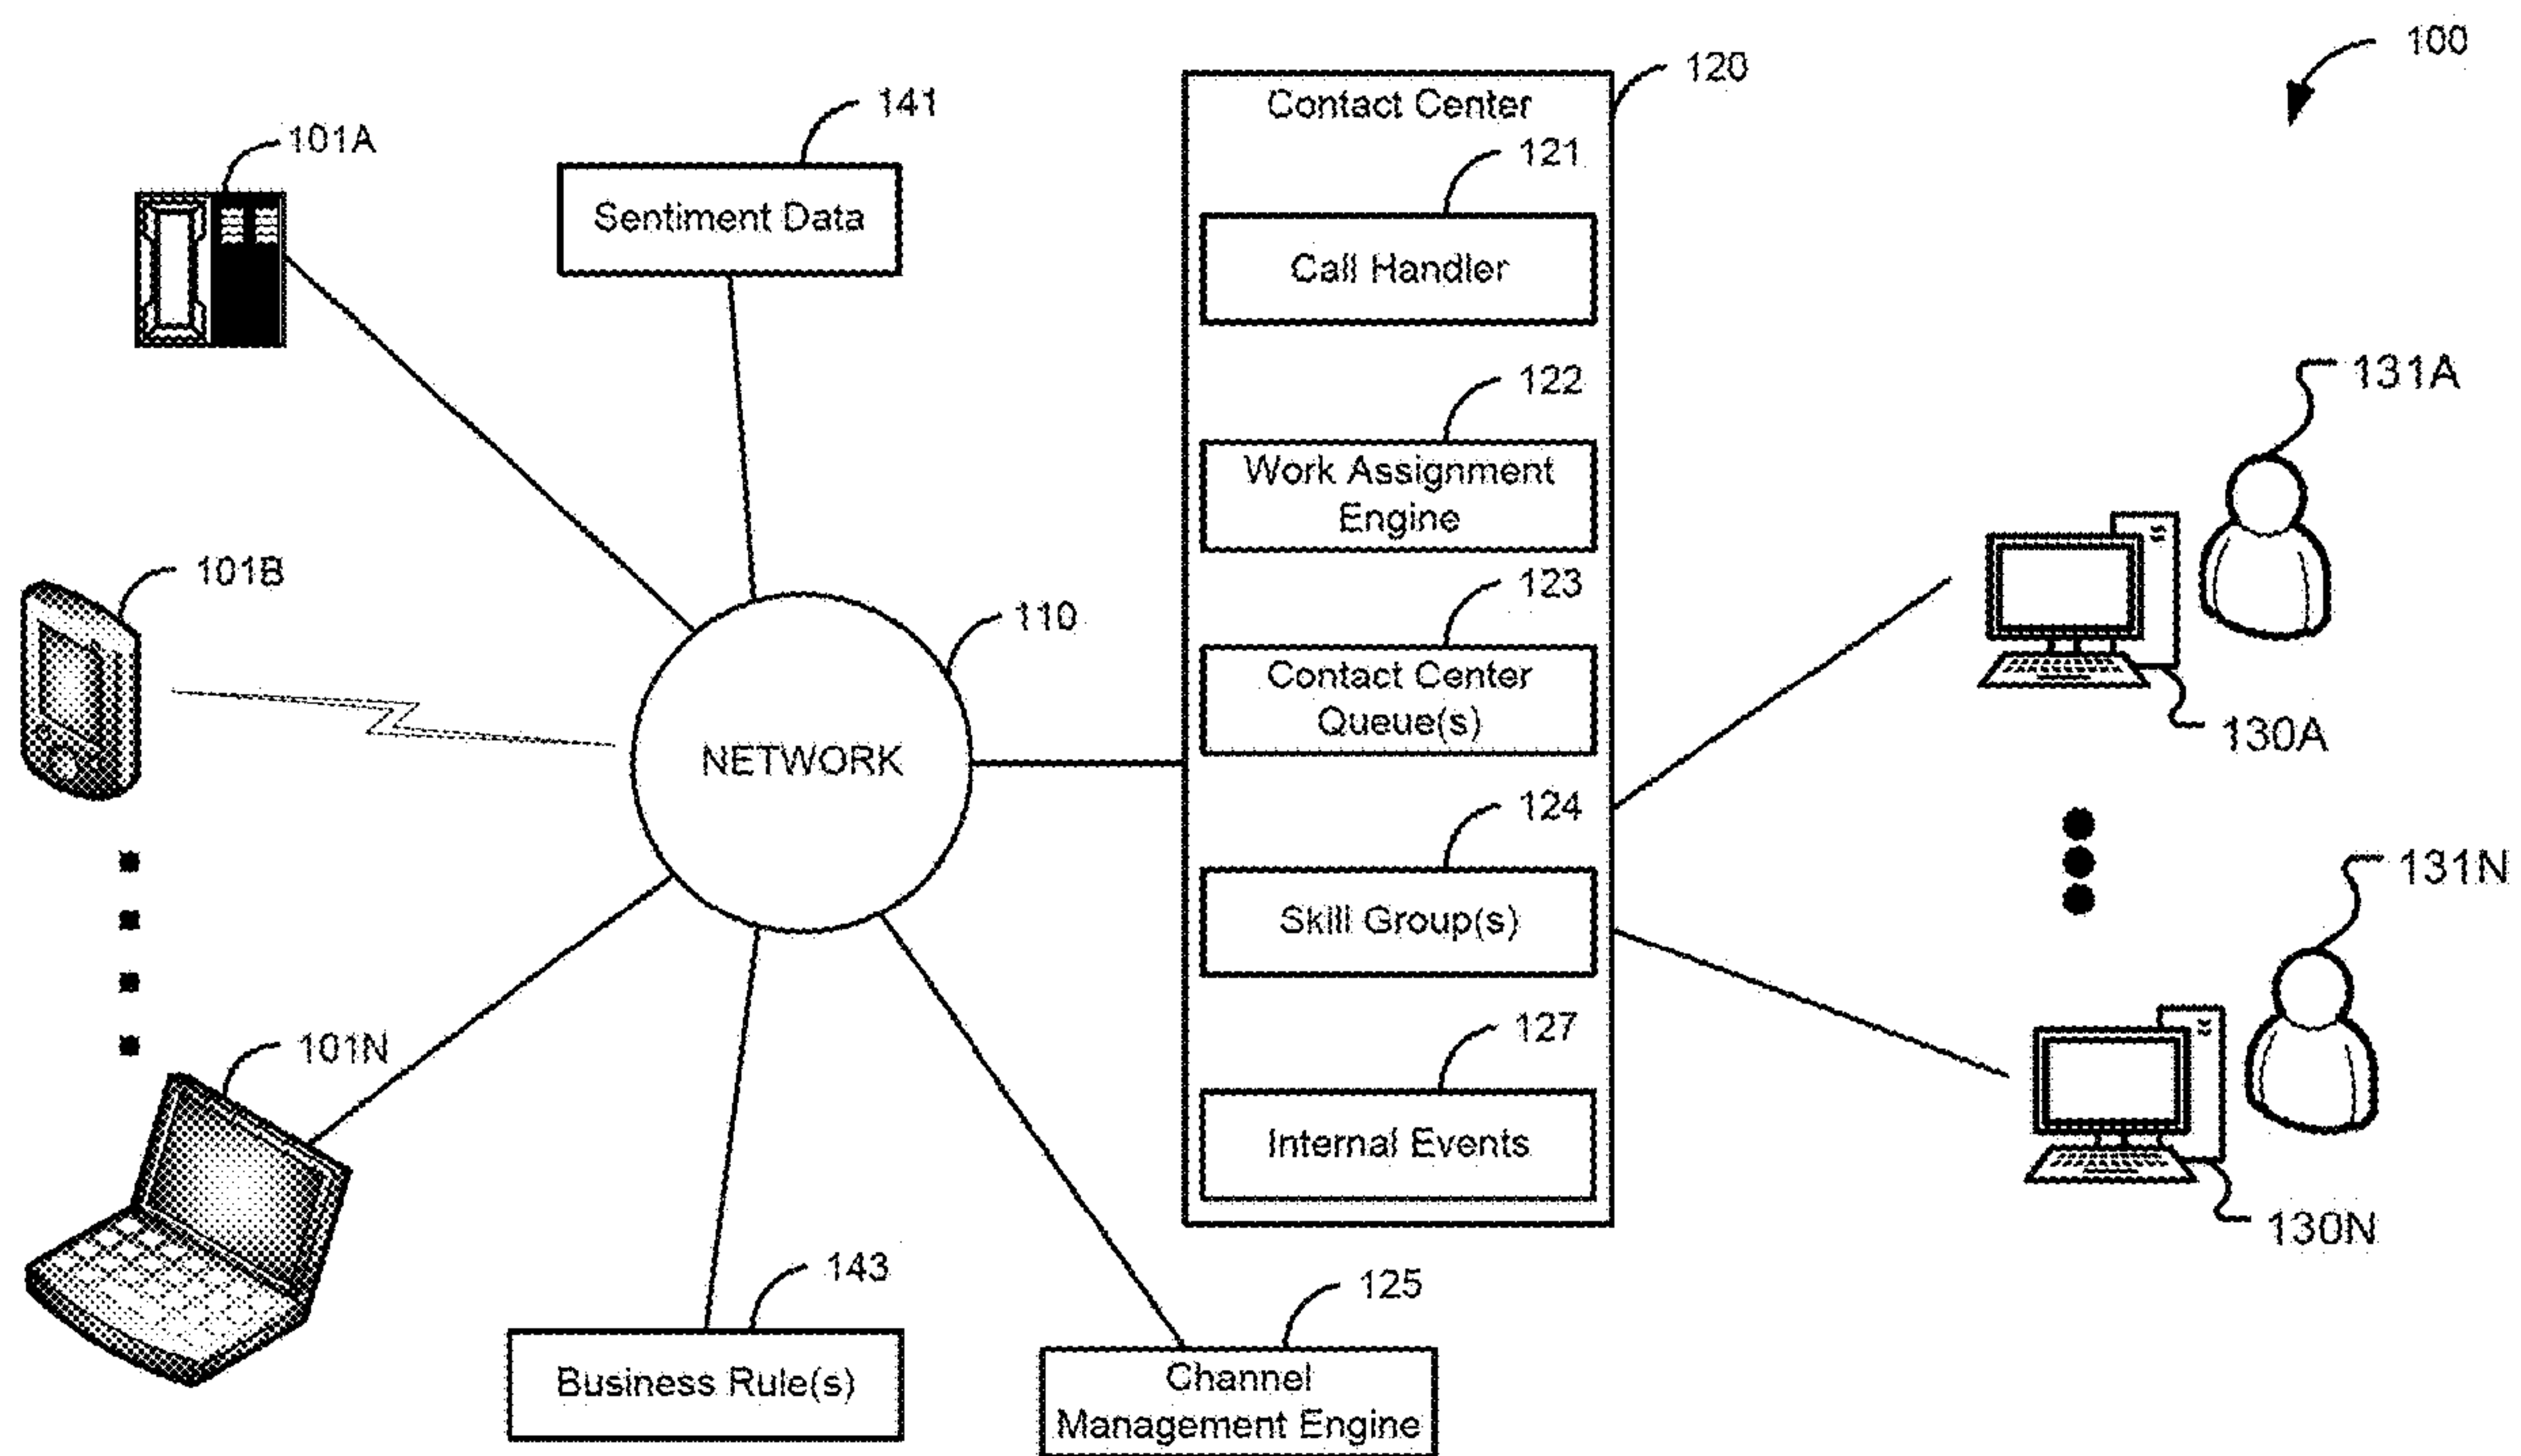 100
120
Contact Center
141
101A
121
Sentiment Data
Call Handler
122
131A
Work Assignment
Engine
101B
123
110
Contact Center
Queue(s)
130A
NETWORK
124
131N
Skill Group(s)
127
101N
Internal Events
130N
143
125
Business Rule(s)
Channel
Management Engine